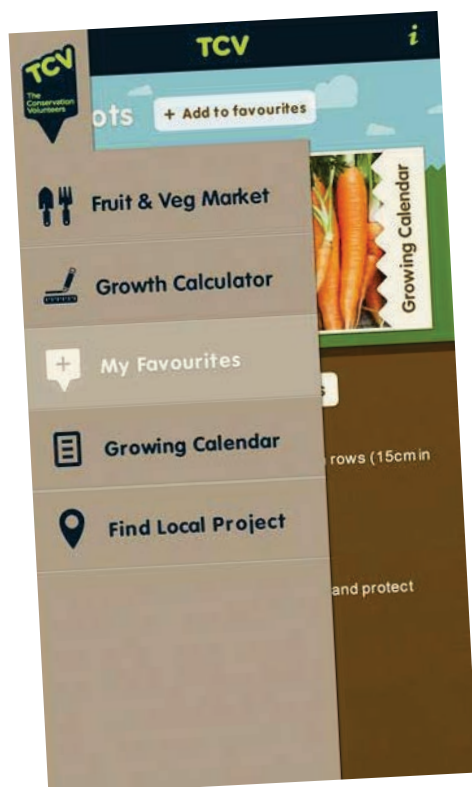 TCV
The
Conservation
Volunteers
TCV
i
ots
+ Add to favourites
Fruit & Veg Market
Growth Calculator
My Favourites
Growing Calendar
Find Local Project
Growing Calendar
s
rows (15cm in
and protect